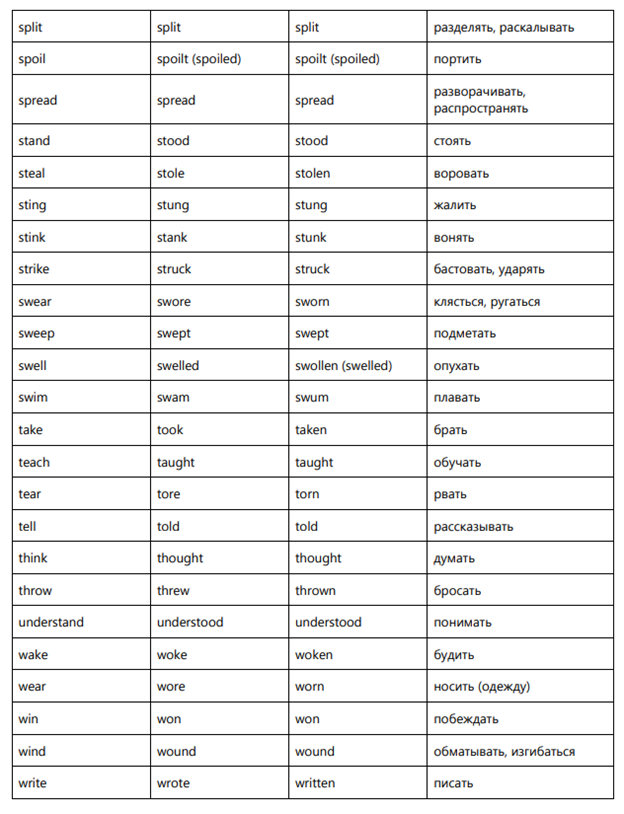 split split split разделять, раскалывать
spoil spoilt (spoiled) spoilt (spoiled) портить
spread spread spread разворачивать,
распространять
stand stood stood стоять
steal stole stolen воровать
sting stung stung жалить
stink stank stunk вонять
strike struck struck бастовать, ударять
swear swore sworn клясться, ругаться
sweep swept swept подметать
swell swelled swollen (swelled) опухать
swim swam swum плавать
take took taken брать
teach taught taught обучать
tear tore torn рвать
tell told told рассказывать
think thought thought думать
throw threw thrown бросать
understand understood understood понимать
wake woke woken будить
wear wore worn носить (одежду)
win won won побеждать
wind wound wound обматывать, изгибаться
write wrote written писать